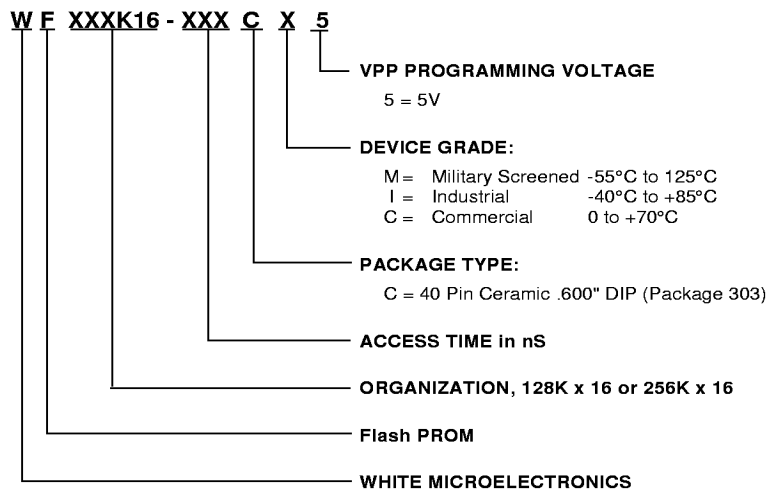 W F XXXK16 - XXX C X 5
VPP PROGRAMMING VOLTAGE
5 = 5V
DEVICE GRADE:
M = Military Screened -55°C to 125°C
I = Industrial -40°C to +85°C
C = Commercial 0 to +70°C
PACKAGE TYPE:
C = 40 Pin Ceramic .600" DIP (Package 303)
ACCESS TIME in nS
ORGANIZATION, 128K x 16 or 256K x 16
Flash PROM
WHITE MICROELECTRONICS